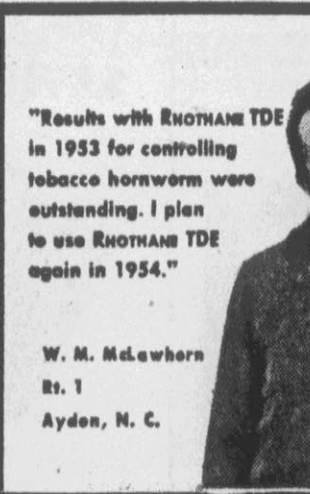 "Results with RHOTHANE TDE
in 1953 for controlling
tobacco hornworm were
outstanding. I plan
to use RHOTHANE TDE
again in 1954."
W. M. McLawhorn
Rt. 1
Ayden, N. C.